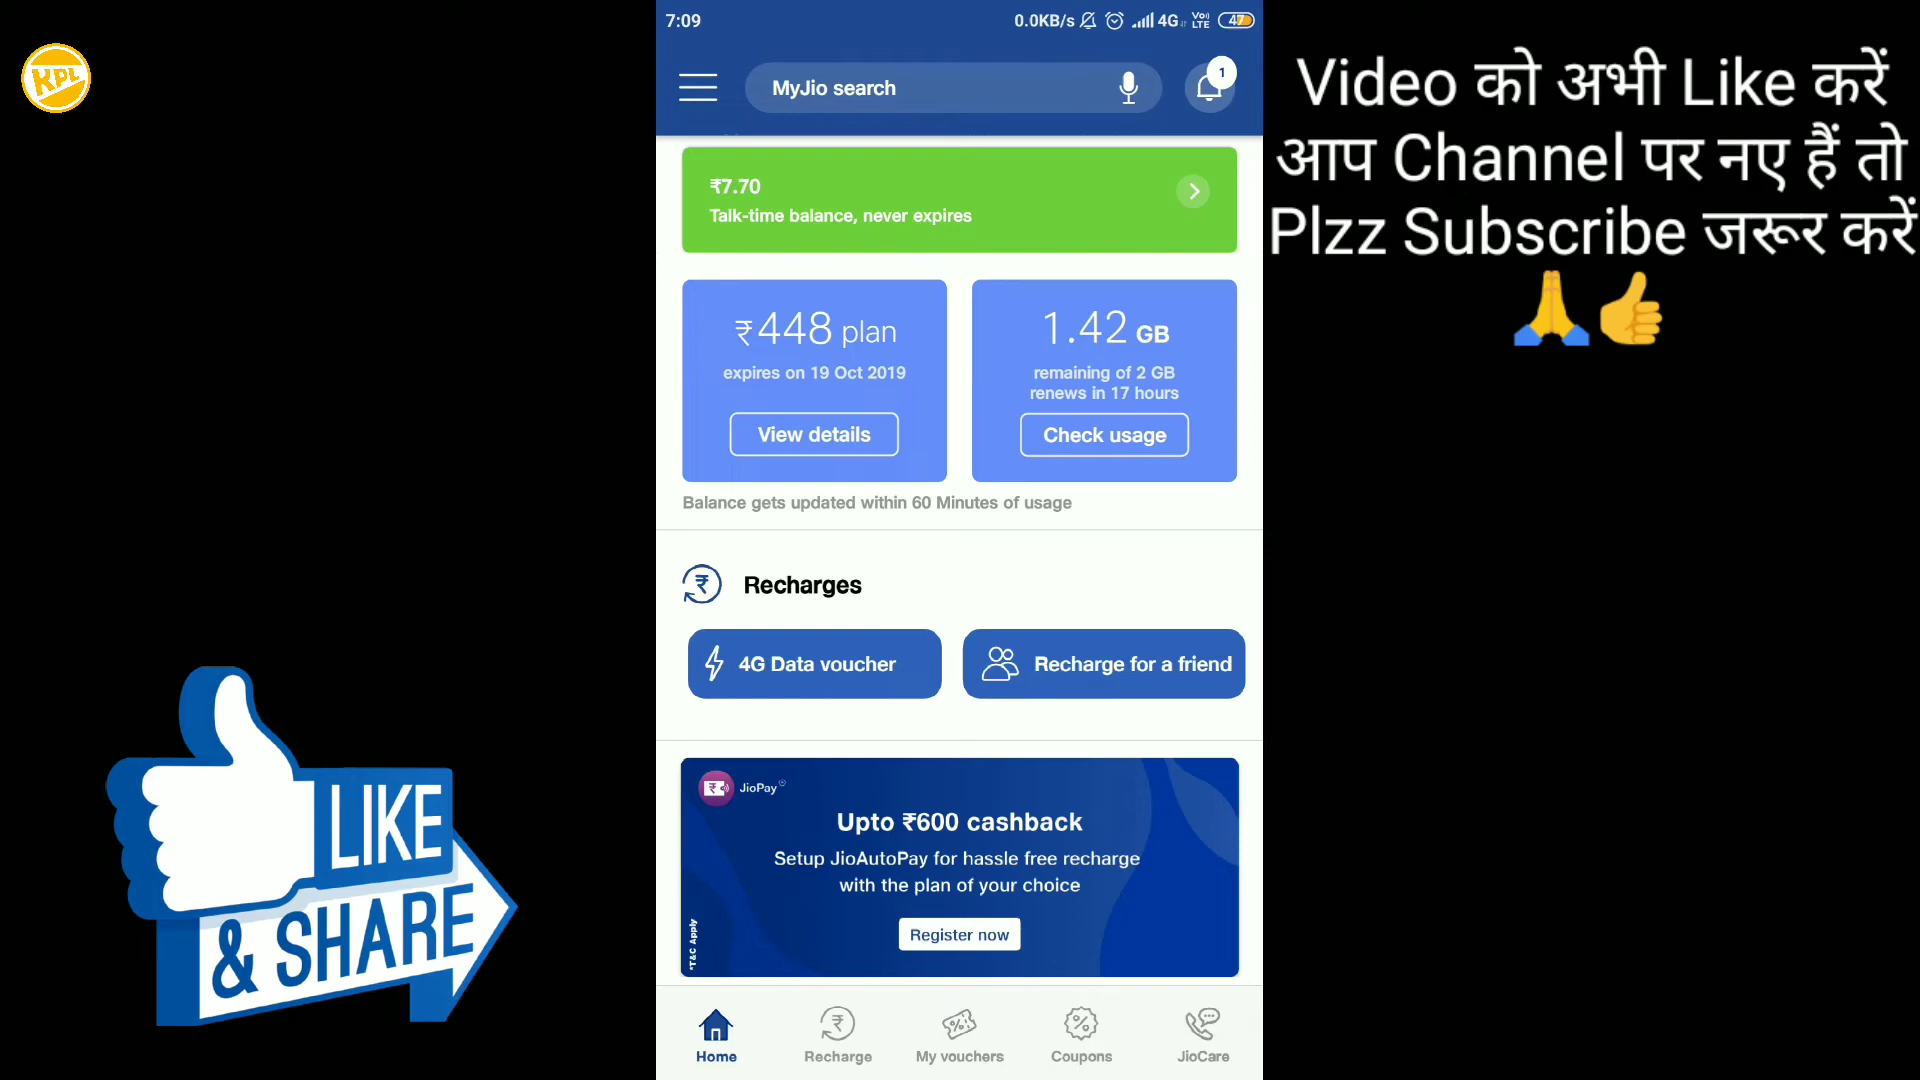 KPL
7:09
0.0KB/s 4G Vo) LTE 47
MyJio search
1
₹7.70
Talk-time balance, never expires
₹448 plan
expires on 19 Oct 2019
View details
1.42 GB
remaining of 2 GB
renews in 17 hours
Check usage
Balance gets updated within 60 Minutes of usage
Recharges
4G Data voucher
Recharge for a friend
JioPay
Upto ₹600 cashback
Setup JioAutoPay for hassle free recharge
with the plan of your choice
Register now
*T&C Apply
Home
Recharge
My vouchers
Coupons
JioCare
Video को अभी Like करें
आप Channel पर नए हैं तो
Plzz Subscribe जरूर करें
🙏👍
LIKE
& SHARE